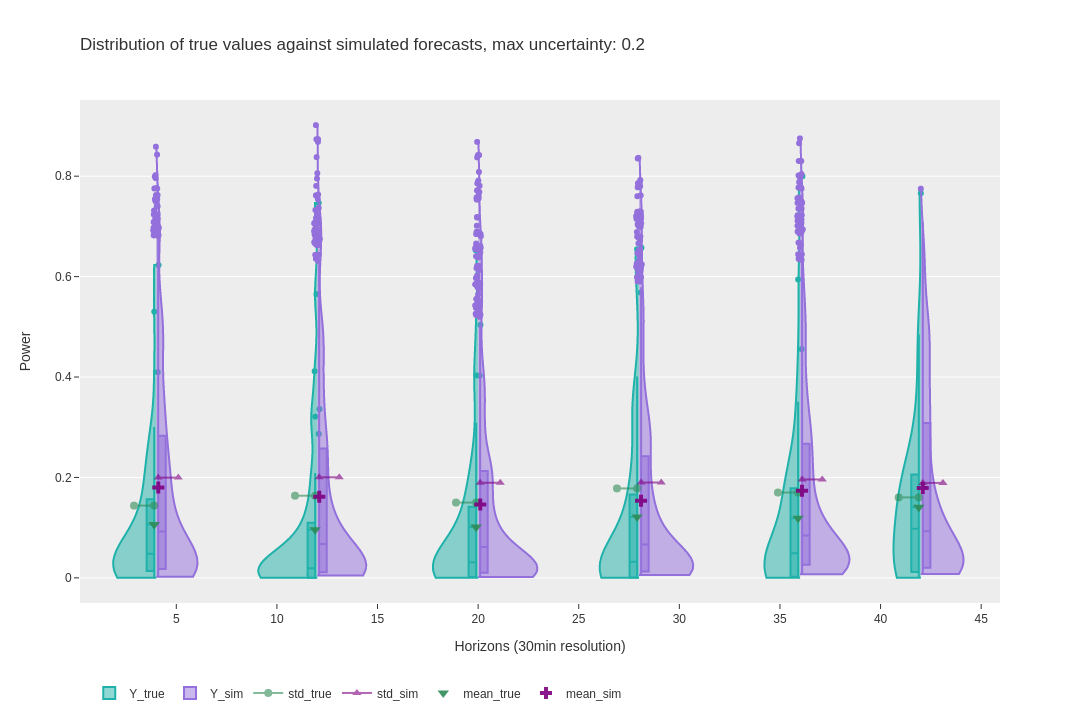 Distribution of true values against simulated forecasts, max uncertainty: 0.2
0.8
0.6
0.4
0.2
0
Power
5 10 15 20 25 30 35 40 45
Horizons (30min resolution)
Y_true Y_sim std_true std_sim mean_true mean_sim